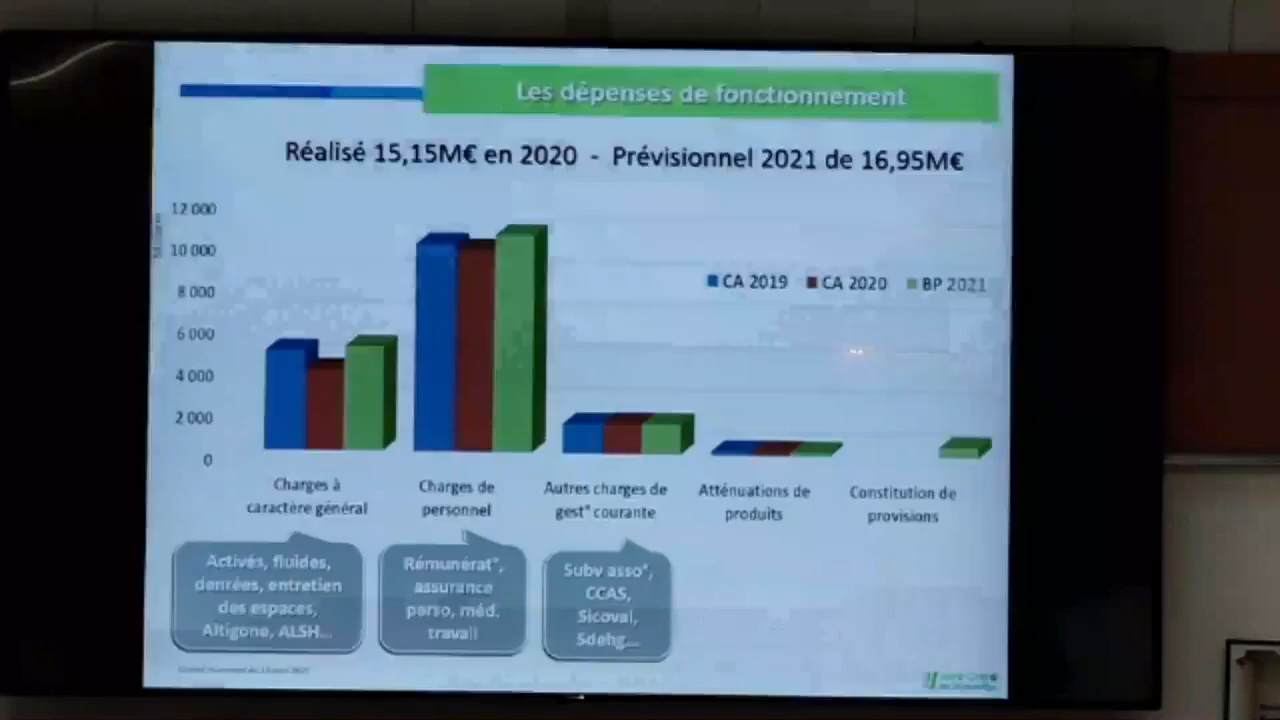 Les dépenses de fonctionnement
Réalisé 15,15M€ en 2020 - Prévisionnel 2021 de 16,95M€
12 000
10 000
8 000
6 000
4 000
2 000
0
CA 2019 CA 2020 BP 2021
Charges à
caractère général
Charges de
personnel
Autres charges de
gest° courante
Atténuations de
produits
Constitution de
provisions
Activés, fluides,
denrées, entretien
des espaces,
Altigone, ALSH...
Rémunérat°,
assurance
perso, méd.
travail
Subv asso°,
CCAS,
Sicoval,
Sdehg...